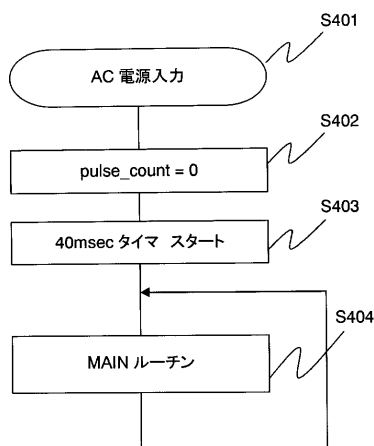 S401
AC 電源入力
S402
pulse_count = 0
S403
40msec タイマ スタート
S404
MAIN ルーチン